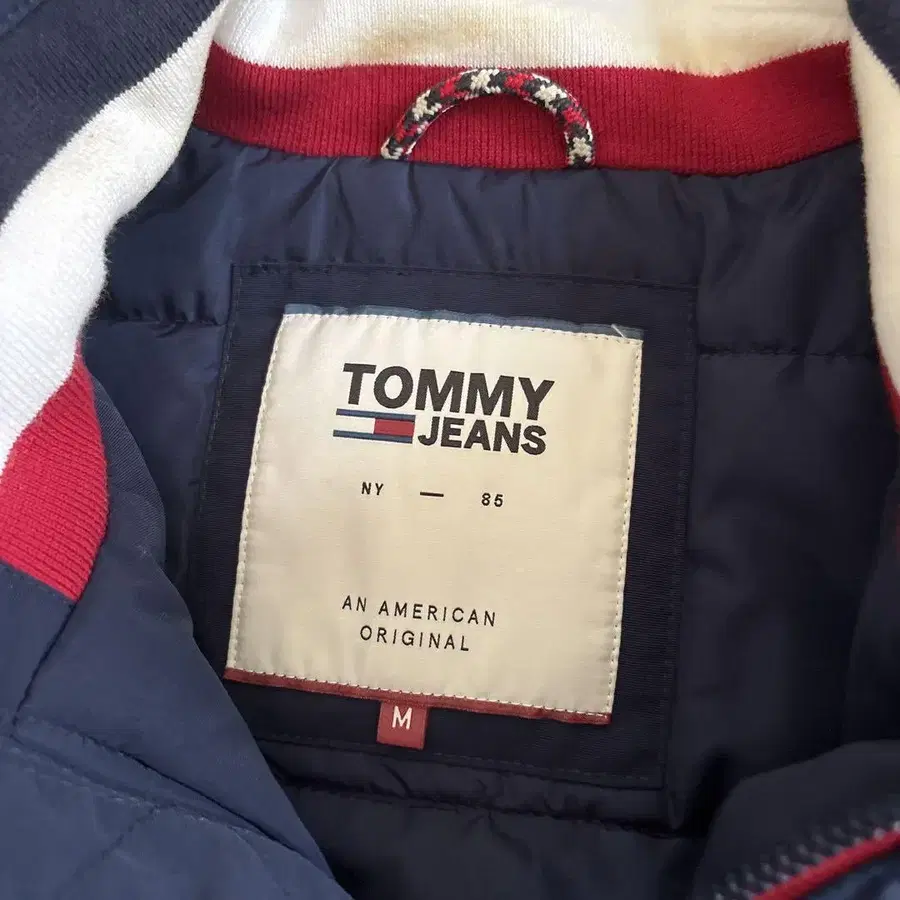 TOMMY
JEANS
NY — 85
AN AMERICAN
ORIGINAL
M